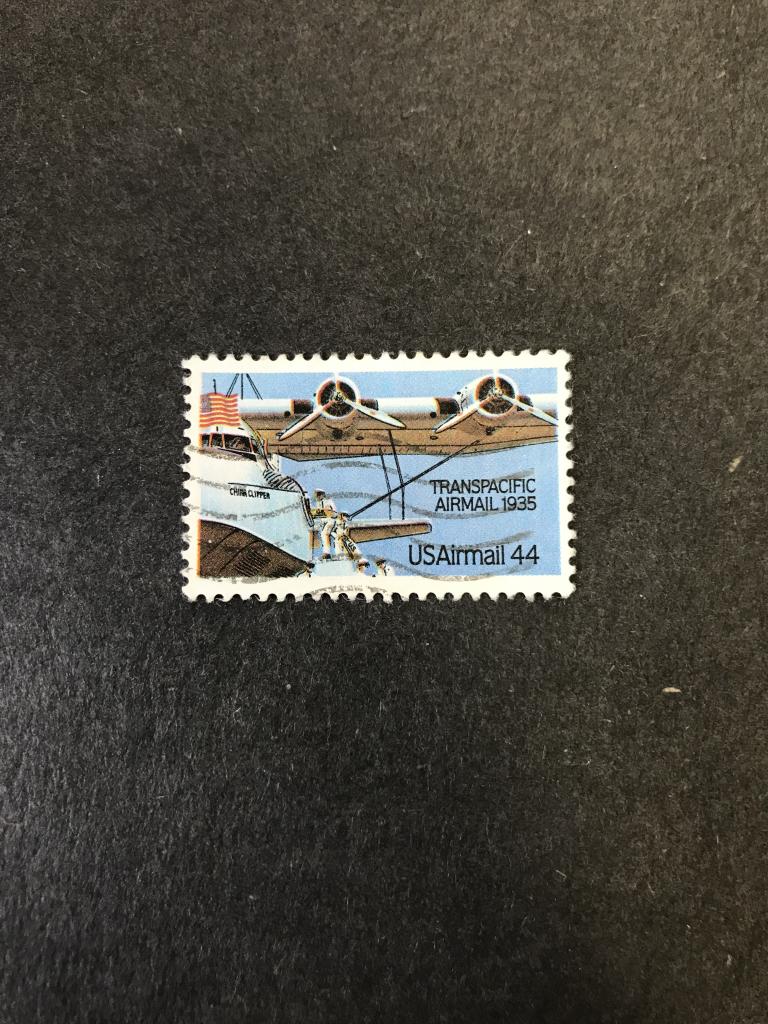 CHINA CLIPPER
TRANSPACIFIC
AIRMAIL 1935
USAirmail 44